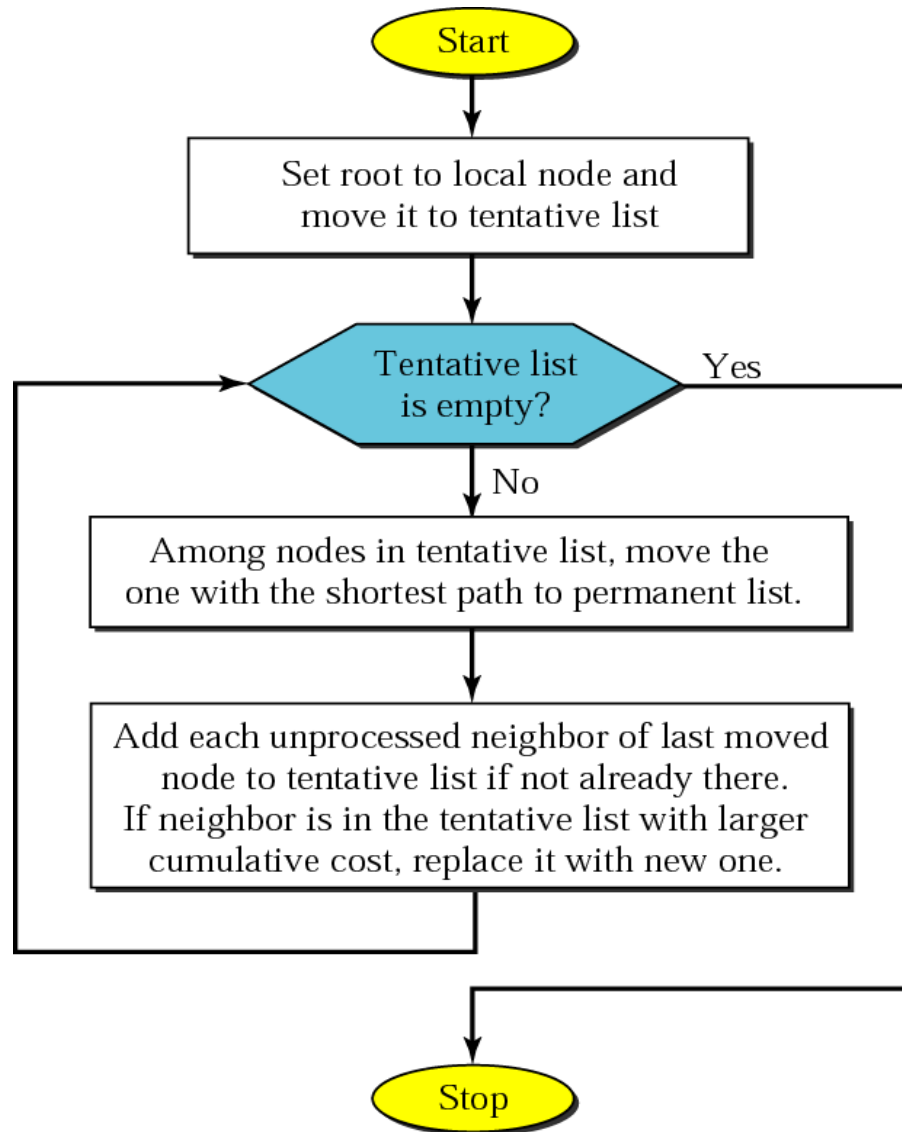 Start
Set root to local node and
move it to tentative list
Tentative list
is empty?
Yes
No
Among nodes in tentative list, move the
one with the shortest path to permanent list.
Add each unprocessed neighbor of last moved
node to tentative list if not already there.
If neighbor is in the tentative list with larger
cumulative cost, replace it with new one.
Stop